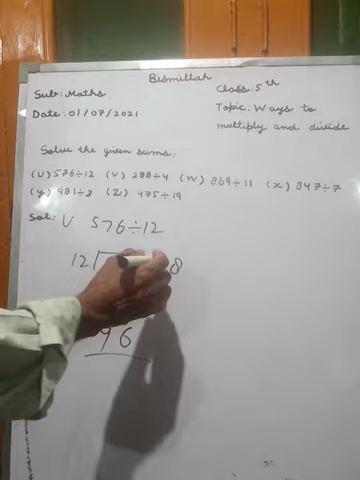 Bismillah
Sub: Maths
Class: 5th
Date: 01/07/2021
Topic: Ways to
multiply and divide
Solve the given sums;
(U) 576÷12 (V) 288÷4 (W) 869÷11 (X) 847÷7
(Y) 981÷3 (Z) 475÷19
Sol: U 576÷12
12
8
96